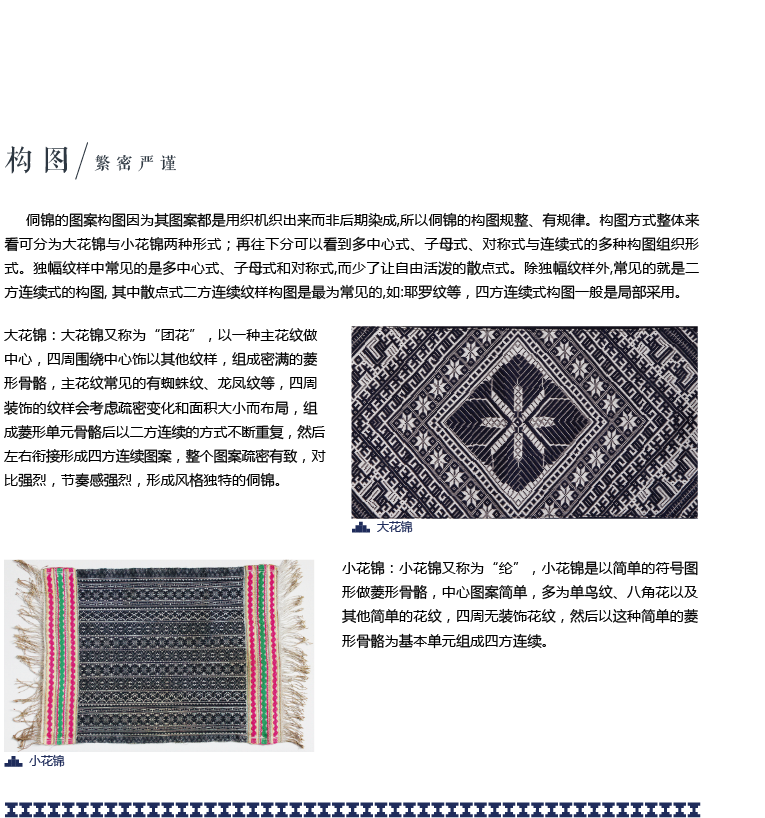 构图/繁密严谨
侗锦的图案构图因为其图案都是用织机织出来而非后期染成,所以侗锦的构图规整、有规律。构图方式整体来
看可分为大花锦与小花锦两种形式；再往下分可以看到多中心式、子母式、对称式与连续式的多种构图组织形
式。独幅纹样中常见的是多中心式、子母式和对称式,而少了让自由活泼的散点式。除独幅纹样外,常见的就是二
方连续式的构图, 其中散点式二方连续纹样构图是最为常见的,如:耶罗纹等，四方连续式构图一般是局部采用。
大花锦：大花锦又称为“团花”，以一种主花纹做
中心，四周围绕中心饰以其他纹样，组成密满的菱
形骨骼，主花纹常见的有蜘蛛纹、龙凤纹等，四周
装饰的纹样会考虑疏密变化和面积大小而布局，组
成菱形单元骨骼后以二方连续的方式不断重复，然后
左右衔接形成四方连续图案，整个图案疏密有致，对
比强烈，节奏感强烈，形成风格独特的侗锦。
大花锦
小花锦：小花锦又称为“纶”，小花锦是以简单的符号图
形做菱形骨骼，中心图案简单，多为单鸟纹、八角花以及
其他简单的花纹，四周无装饰花纹，然后以这种简单的菱
形骨骼为基本单元组成四方连续。
小花锦